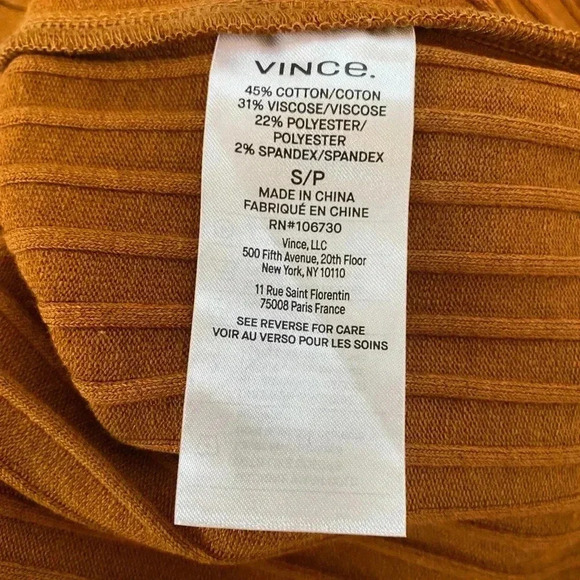 VINCE.
45% COTTON/COTON
31% VISCOSE/VISCOSE
22% POLYESTER/
POLYESTER
2% SPANDEX/SPANDEX
S/P
MADE IN CHINA
FABRIQUÉ EN CHINE
RN#106730
Vince, LLC
500 Fifth Avenue, 20th Floor
New York, NY 10110
11 Rue Saint Florentin
75008 Paris France
SEE REVERSE FOR CARE
VOIR AU VERSO POUR LES SOINS